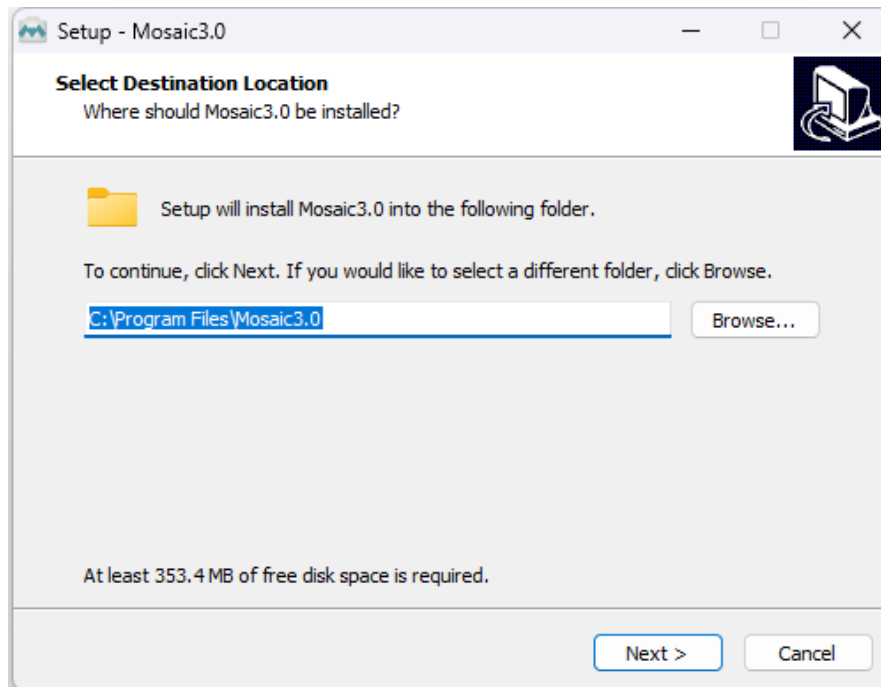 Setup - Mosaic3.0
Select Destination Location
Where should Mosaic3.0 be installed?
Setup will install Mosaic3.0 into the following folder.
To continue, click Next. If you would like to select a different folder, click Browse.
C:\Program Files\Mosaic3.0
Browse...
At least 353.4 MB of free disk space is required.
Next >
Cancel